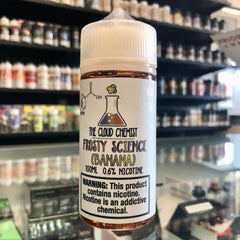 THE CLOUD CHEMIST
FROSTY SCIENCE
(BANANA)
100ML 0.6% NICOTINE
WARNING: This product
contains nicotine.
Nicotine is an addictive
chemical.